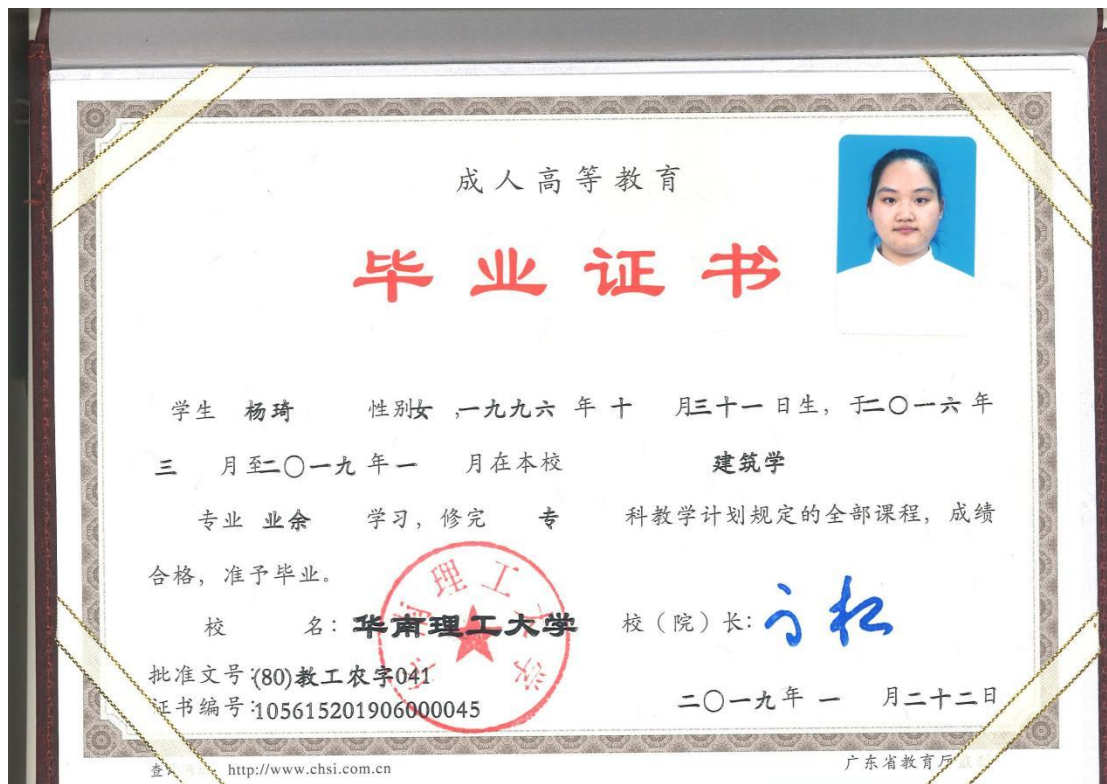 成人高等教育
毕业证书
学生 杨琦 性别女 ,一九九六 年 十 月三十一日生，于二〇一六年
三 月至二〇一九 年 一 月在本校 建筑学
专业 业余 学习，修完 专 科教学计划规定的全部课程，成绩
合格，准予毕业。
校 名：华南理工大学 校（院）长：
批准文号:(80)教工农字041
证书编号:105615201906000045 二〇一九年 一 月二十二日
http://www.chsi.com.cn 广东省教育厅